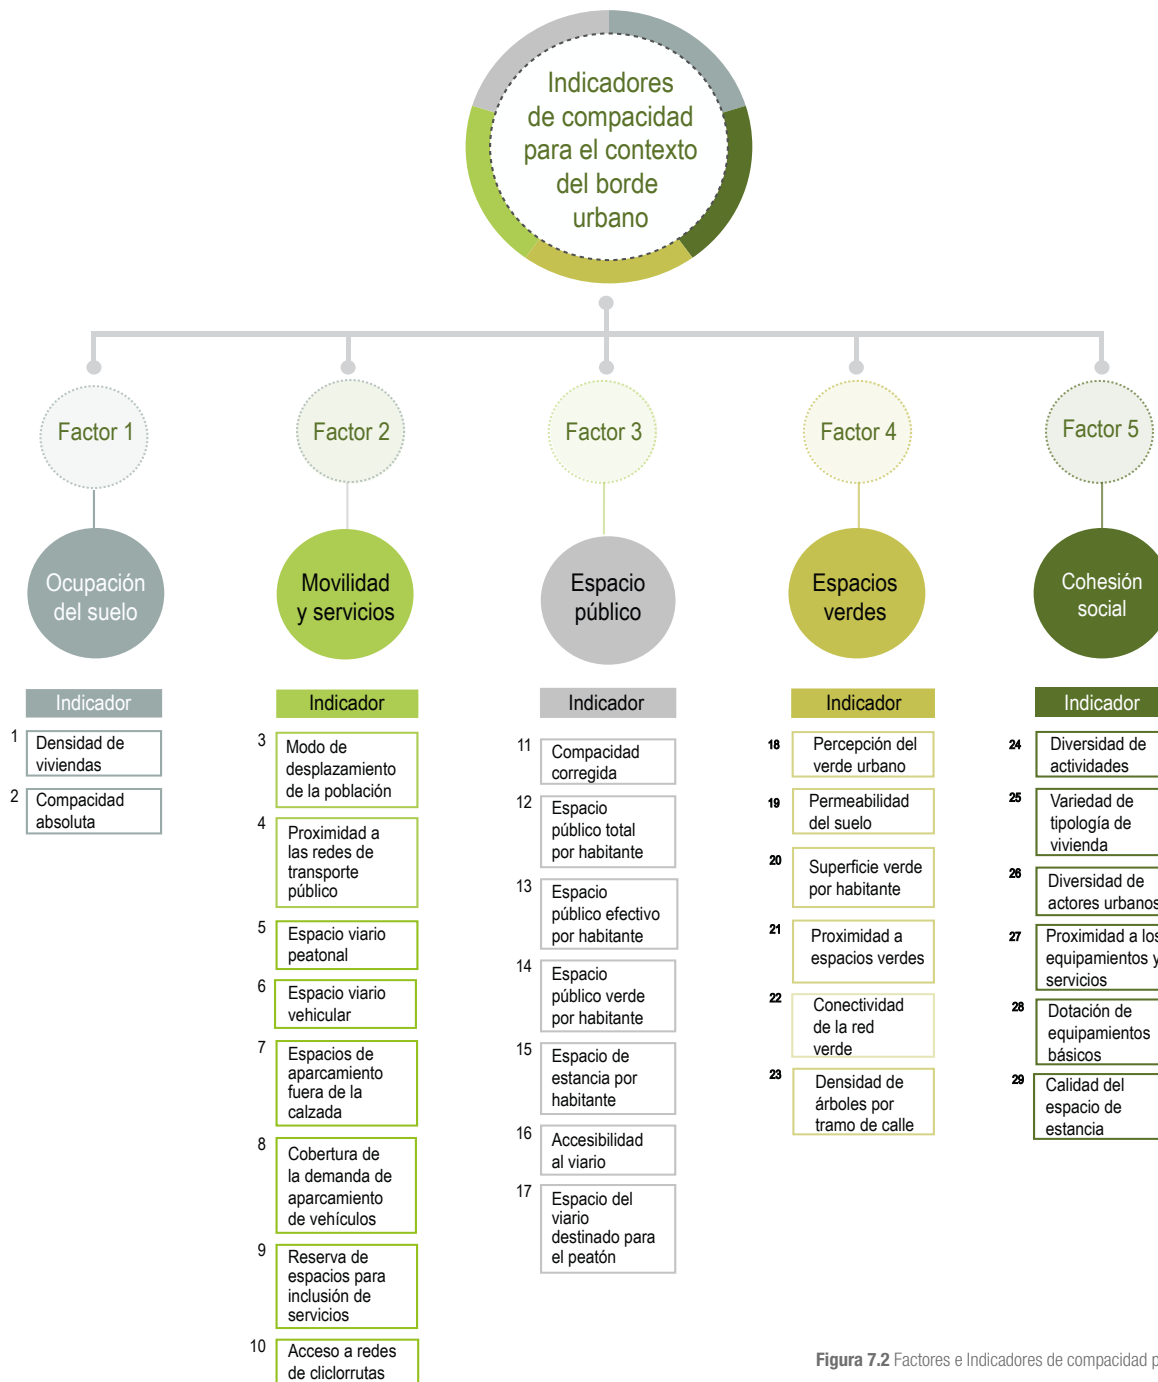 Indicadores
de compacidad
para el contexto
del borde
urbano
Factor 1
Factor 2
Factor 3
Factor 4
Factor 5
Ocupación
del suelo
Movilidad
y servicios
Espacio
público
Espacios
verdes
Cohesión
social
Indicador
1
Densidad de
viviendas
2
Compacidad
absoluta
Indicador
3
Modo de
desplazamiento
de la población
4
Proximidad a
las redes de
transporte
público
5
Espacio viario
peatonal
6
Espacio viario
vehicular
7
Espacios de
aparcamiento
fuera de la
calzada
8
Cobertura de
la demanda de
aparcamiento
de vehículos
9
Reserva de
espacios para
inclusión de
servicios
10
Acceso a redes
de cliclorrutas
Indicador
11
Compacidad
corregida
12
Espacio
público total
por habitante
13
Espacio
público efectivo
por habitante
14
Espacio
público verde
por habitante
15
Espacio de
estancia por
habitante
16
Accesibilidad
al viario
17
Espacio del
viario
destinado para
el peatón
Indicador
18
Percepción del
verde urbano
19
Permeabilidad
del suelo
20
Superficie verde
por habitante
21
Proximidad a
espacios verdes
22
Conectividad
de la red
verde
23
Densidad de
árboles por
tramo de calle
Indicador
24
Diversidad de
actividades
25
Variedad de
tipología de
vivienda
26
Diversidad de
actores urbanos
27
Proximidad a los
equipamientos y
servicios
28
Dotación de
equipamientos
básicos
29
Calidad del
espacio de
estancia
Figura 7.2 Factores e Indicadores de compacidad p